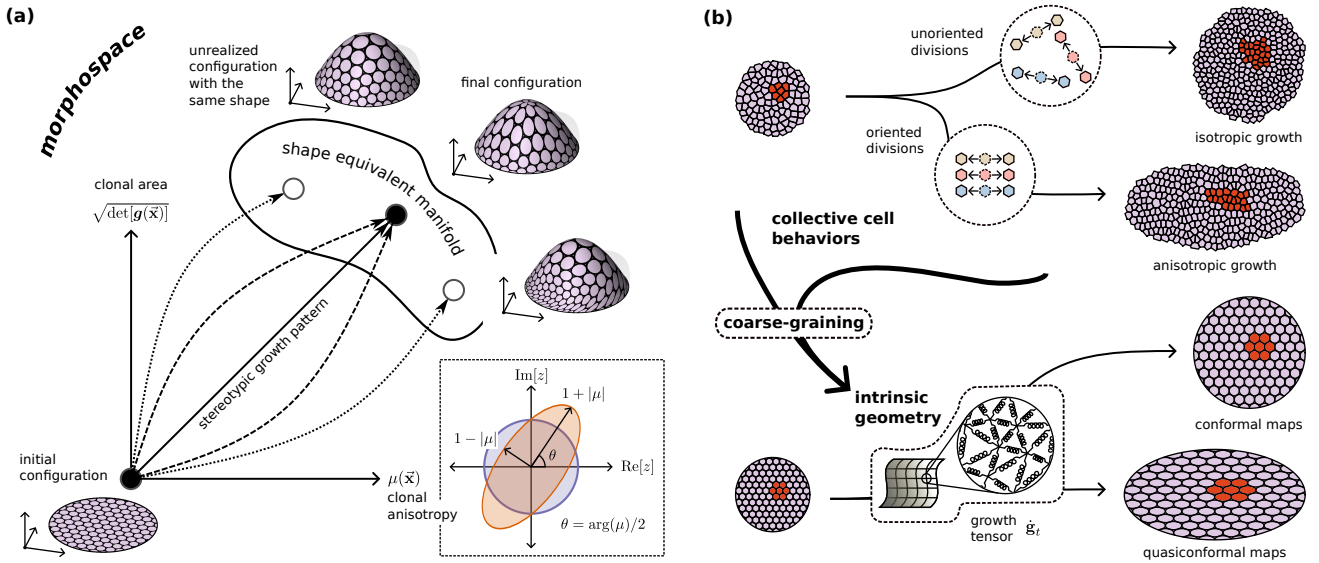 (a)
morphospace
unrealized
configuration
with the
same shape
final configuration
shape equivalent manifold
clonal area
√det[g(x⃗)]
stereotypic growth pattern
initial
configuration
μ(x⃗)
clonal
anisotropy
Im[z]
1 + |μ|
1 − |μ|
θ
Re[z]
θ = arg(μ)/2
(b)
unoriented
divisions
isotropic growth
oriented
divisions
anisotropic growth
collective cell
behaviors
coarse-graining
intrinsic
geometry
conformal maps
growth
tensor
ġₜ
quasiconformal maps